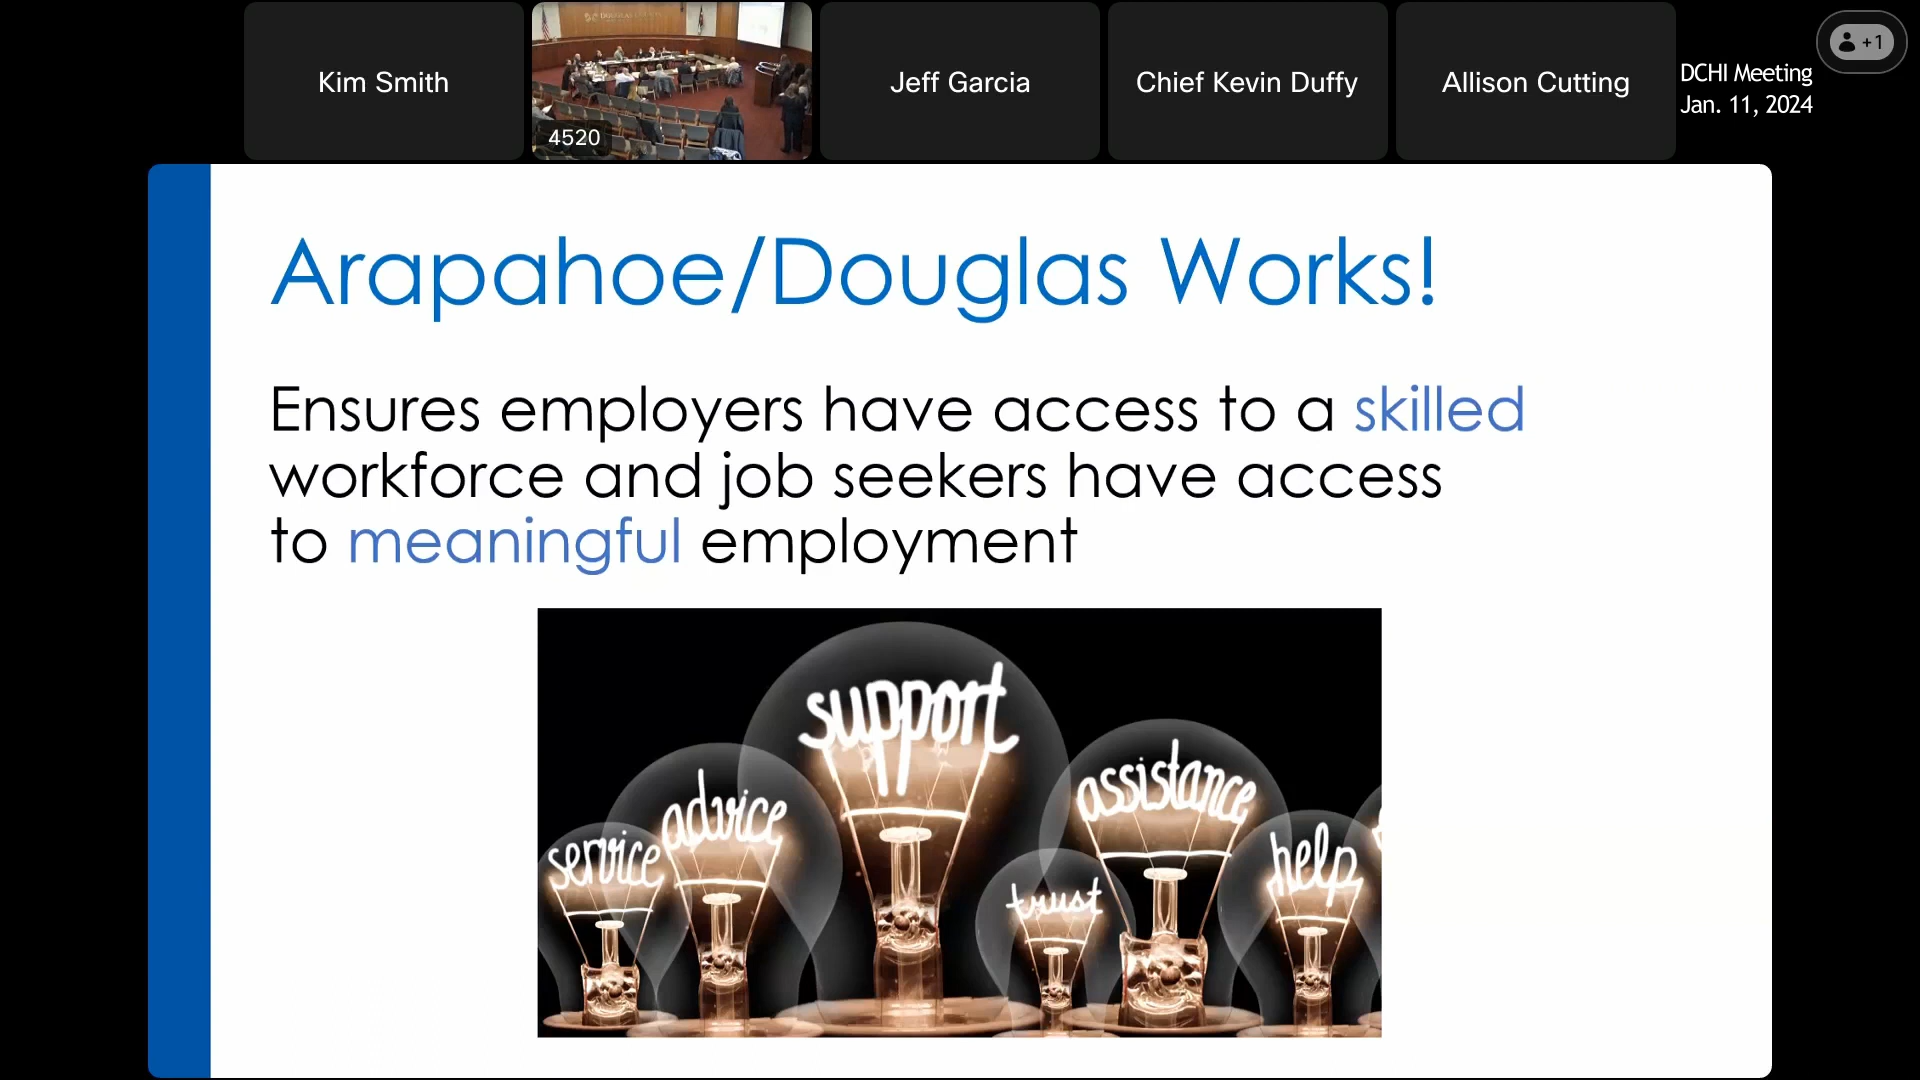 Kim Smith
4520
Jeff Garcia
Chief Kevin Duffy
Allison Cutting
DCHI Meeting
Jan. 11, 2024
+1
Arapahoe/Douglas Works!
Ensures employers have access to a skilled
workforce and job seekers have access
to meaningful employment
support
assistance
advice
service
help
trust